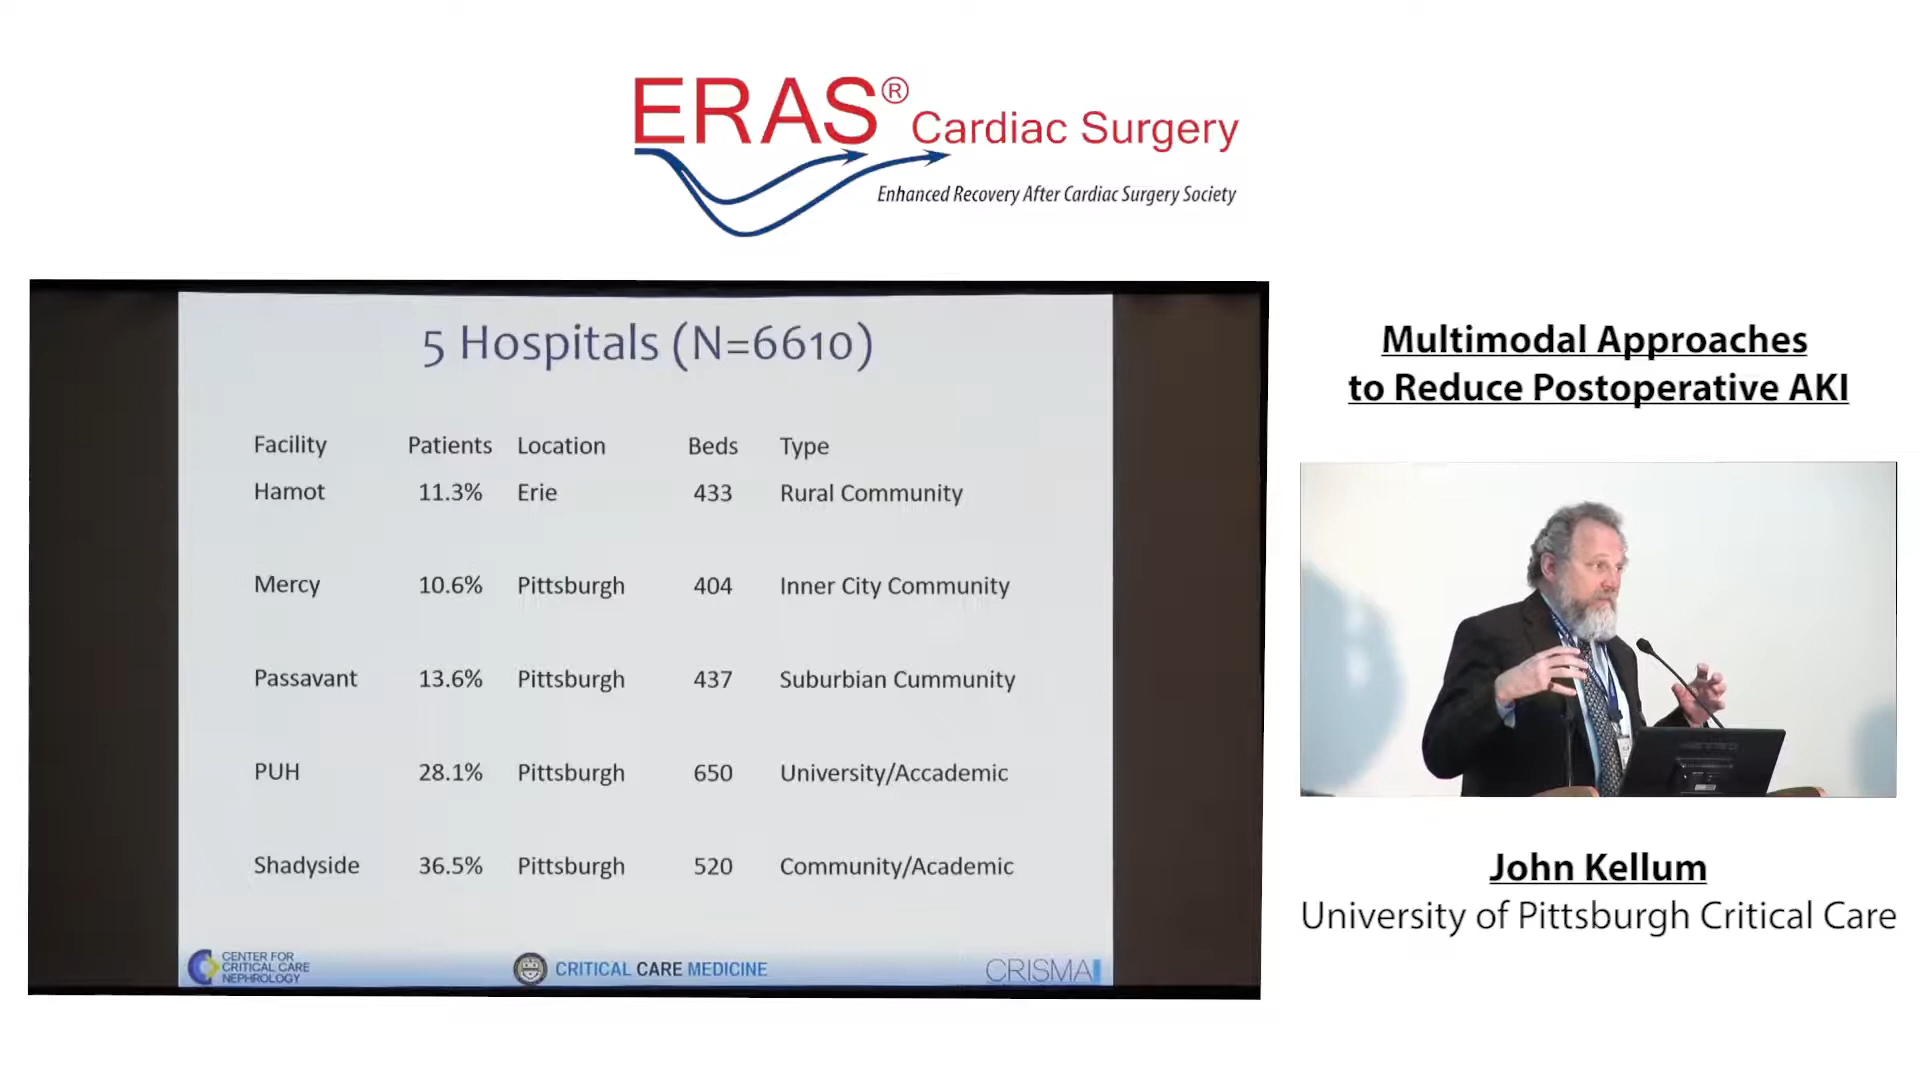 ERAS® Cardiac Surgery
Enhanced Recovery After Cardiac Surgery Society
5 Hospitals (N=6610)
Facility Patients Location Beds Type
Hamot 11.3% Erie 433 Rural Community
Mercy 10.6% Pittsburgh 404 Inner City Community
Passavant 13.6% Pittsburgh 437 Suburbian Cummunity
PUH 28.1% Pittsburgh 650 University/Accademic
Shadyside 36.5% Pittsburgh 520 Community/Academic
CENTER FOR
CRITICAL CARE
NEPHROLOGY
CRITICAL CARE MEDICINE
CRISMA
Multimodal Approaches
to Reduce Postoperative AKI
John Kellum
University of Pittsburgh Critical Care